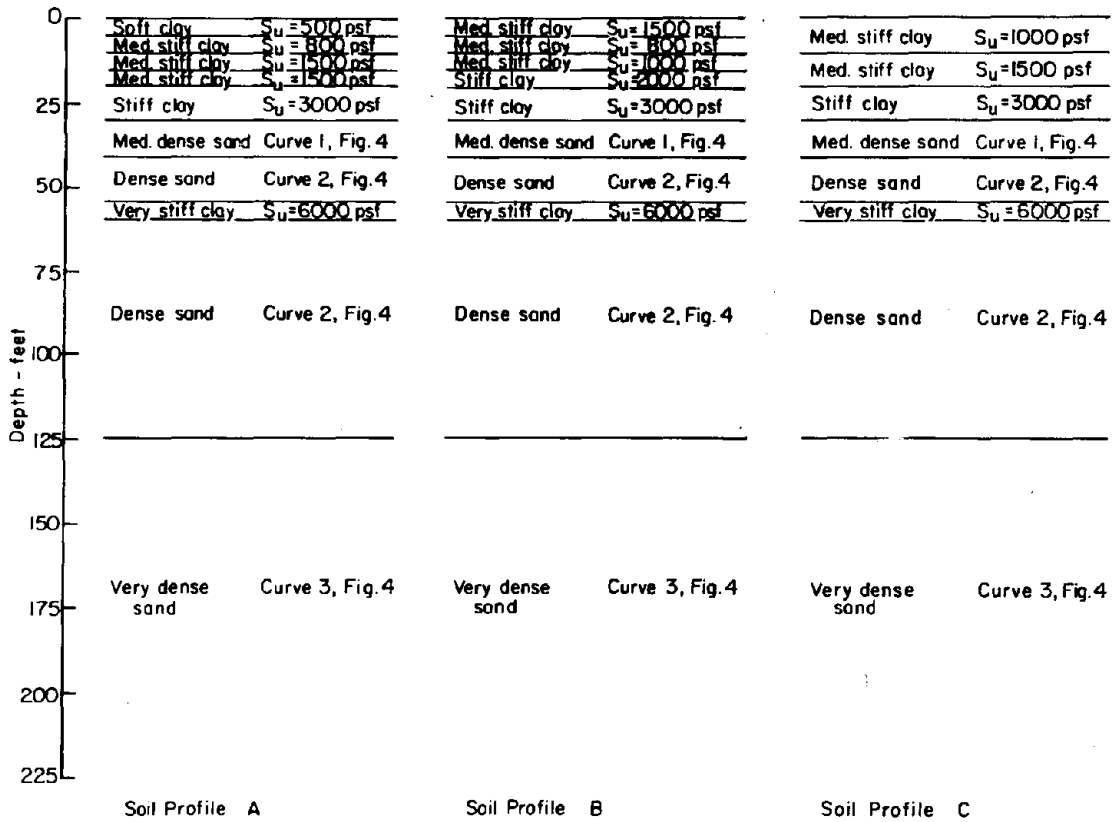 Depth - feet
0
25
50
75
100
125
150
175
200
225
Soft clay Su = 500 psf
Med. stiff clay Su = 800 psf
Med. stiff clay Su = 1500 psf
Med. stiff clay Su = 1500 psf
Stiff clay Su = 3000 psf
Med. dense sand Curve 1, Fig. 4
Dense sand Curve 2, Fig. 4
Very stiff clay Su = 6000 psf
Dense sand Curve 2, Fig. 4
Very dense Curve 3, Fig. 4
sand
Soil Profile A
Med. stiff clay Su = 1500 psf
Med. stiff clay Su = 800 psf
Med. stiff clay Su = 1000 psf
Stiff clay Su = 2000 psf
Stiff clay Su = 3000 psf
Med. dense sand Curve 1, Fig. 4
Dense sand Curve 2, Fig. 4
Very stiff clay Su = 6000 psf
Dense sand Curve 2, Fig. 4
Very dense Curve 3, Fig. 4
sand
Soil Profile B
Med. stiff clay Su = 1000 psf
Med. stiff clay Su = 1500 psf
Stiff clay Su = 3000 psf
Med. dense sand Curve 1, Fig. 4
Dense sand Curve 2, Fig. 4
Very stiff clay Su = 6000 psf
Dense sand Curve 2, Fig. 4
Very dense Curve 3, Fig. 4
sand
Soil Profile C